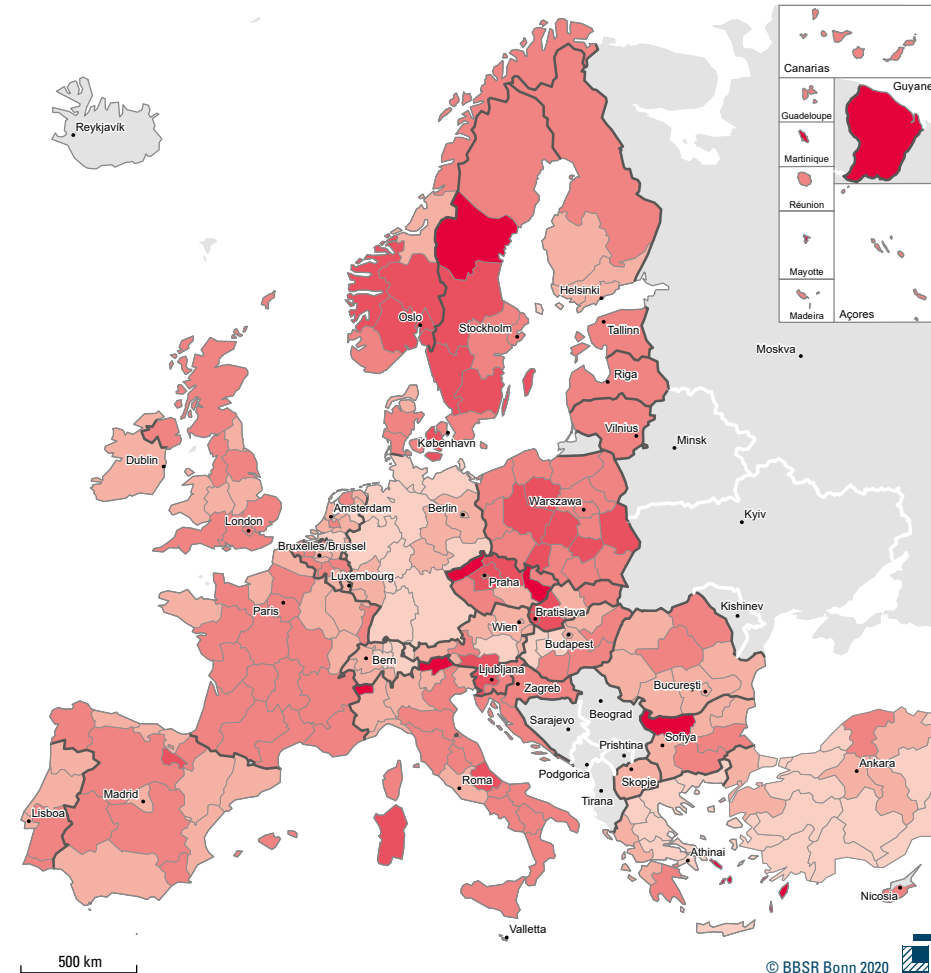 Canarias
Guyane
Guadeloupe
Martinique
Réunion
Mayotte
Madeira
Açores
Reykjavík
Helsinki
Oslo
Stockholm
Tallinn
Moskva
Riga
Vilnius
Minsk
København
Dublin
Amsterdam
Berlin
Warszawa
London
Kyiv
Bruxelles/Brussel
Luxembourg
Praha
Paris
Kishinev
Bratislava
Wien
Budapest
Bern
Ljubljana
Zagreb
Bucureşti
Beograd
Sarajevo
Sofiya
Prishtina
Podgorica
Skopje
Ankara
Roma
Madrid
Tirana
Lisboa
Athinai
Nicosia
Valletta
500 km
© BBSR Bonn 2020